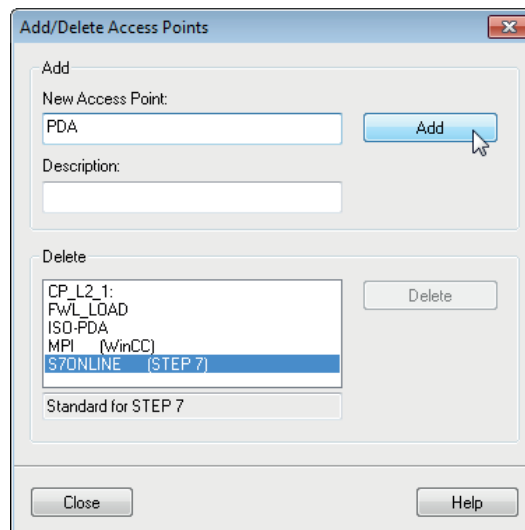 Add/Delete Access Points
Add
New Access Point:
PDA
Add
Description:
Delete
CP_L2_1:
FWL_LOAD
ISO-PDA
MPI (WinCC)
S7ONLINE (STEP 7)
Delete
Standard for STEP 7
Close
Help